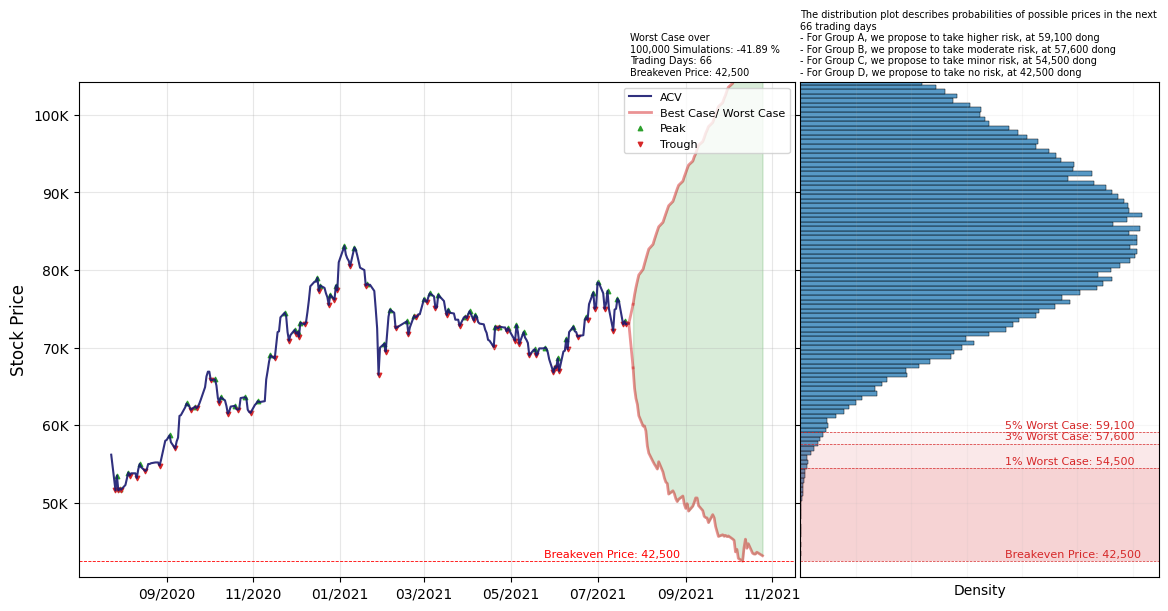 The distribution plot describes probabilities of possible prices in the next
66 trading days
- For Group A, we propose to take higher risk, at 59,100 dong
- For Group B, we propose to take moderate risk, at 57,600 dong
- For Group C, we propose to take minor risk, at 54,500 dong
- For Group D, we propose to take no risk, at 42,500 dong
Worst Case over
100,000 Simulations: -41.89 %
Trading Days: 66
Breakeven Price: 42,500
ACV
Best Case/ Worst Case
Peak
Trough
Stock Price
100K
90K
80K
70K
60K
50K
Breakeven Price: 42,500
09/2020
11/2020
01/2021
03/2021
05/2021
07/2021
09/2021
11/2021
5% Worst Case: 59,100
3% Worst Case: 57,600
1% Worst Case: 54,500
Breakeven Price: 42,500
Density